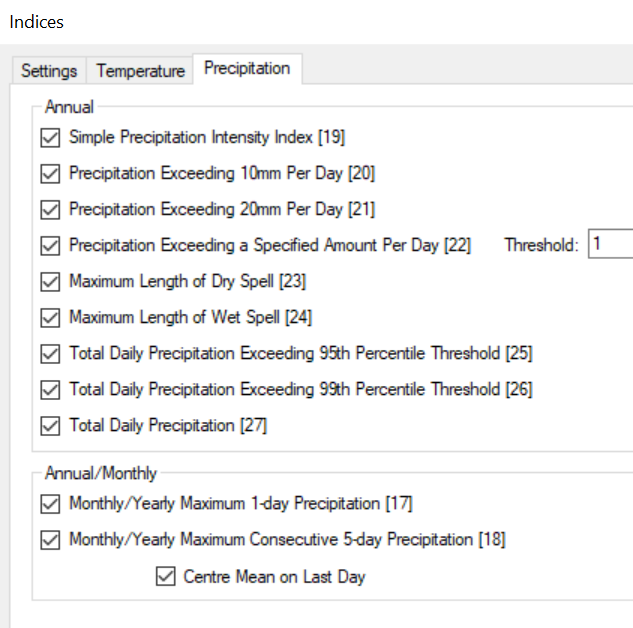 Indices
Settings Temperature Precipitation
Annual
Simple Precipitation Intensity Index [19]
Precipitation Exceeding 10mm Per Day [20]
Precipitation Exceeding 20mm Per Day [21]
Precipitation Exceeding a Specified Amount Per Day [22] Threshold: 1
Maximum Length of Dry Spell [23]
Maximum Length of Wet Spell [24]
Total Daily Precipitation Exceeding 95th Percentile Threshold [25]
Total Daily Precipitation Exceeding 99th Percentile Threshold [26]
Total Daily Precipitation [27]
Annual/Monthly
Monthly/Yearly Maximum 1-day Precipitation [17]
Monthly/Yearly Maximum Consecutive 5-day Precipitation [18]
Centre Mean on Last Day